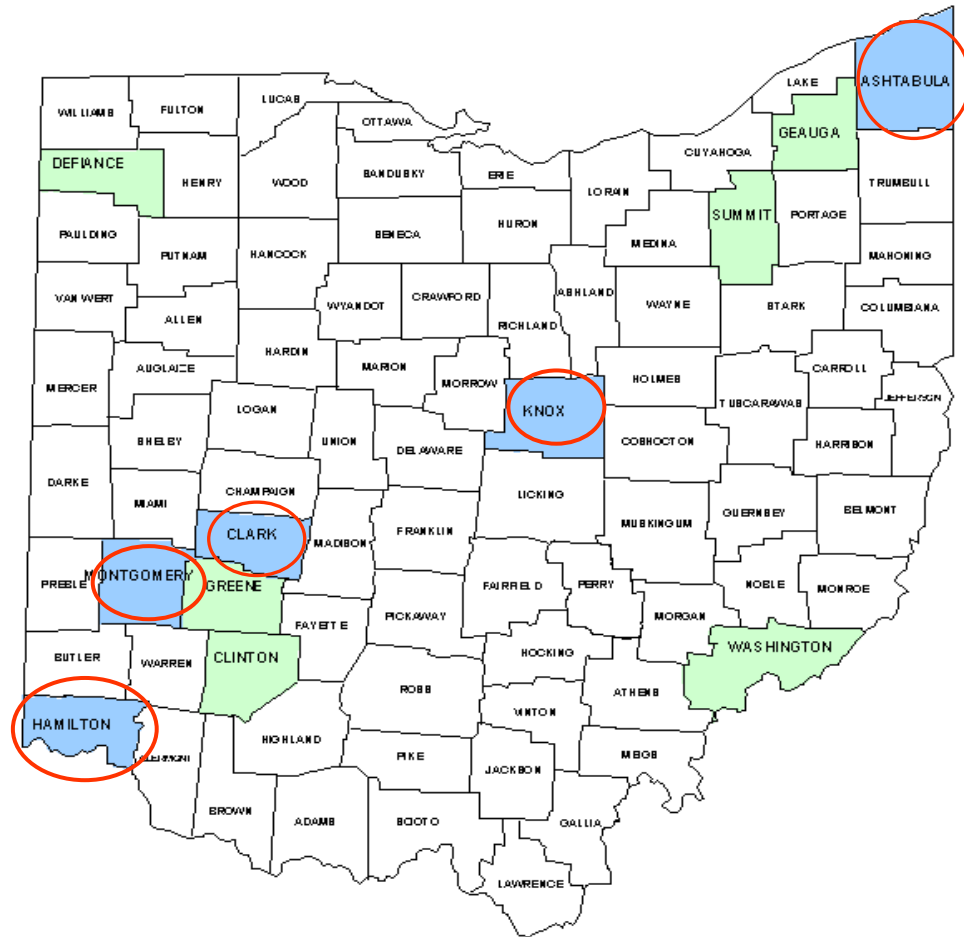 ASHTABULA
LAKE
LUCAS
FULTON
WILLIAMS
OTTAWA
GEAUGA
CUYAHOGA
DEFIANCE
SANDUSKY
ERIE
HENRY
WOOD
LORAIN
TRUMBULL
SUMMIT
PORTAGE
HURON
PAULDING
SENECA
MEDINA
PUTNAM
HANCOCK
MAHONING
VAN WERT
CRAWFORD
ASHLAND
WYANDOT
WAYNE
STARK
COLUMBIANA
ALLEN
RICHLAND
HARDIN
AUGLAIZE
MARION
CARROLL
HOLMES
MERCER
MORROW
JEFFERSON
TUSCARAWAS
LOGAN
KNOX
SHELBY
UNION
COSHOCTON
HARRISON
DELAWARE
DARKE
CHAMPAIGN
LICKING
MIAMI
BELMONT
GUERNSEY
MUSKINGUM
FRANKLIN
CLARK
MADISON
MONTGOMERY
PREBLE
GREENE
FAIRFIELD
PERRY
NOBLE
MONROE
PICKAWAY
MORGAN
FAYETTE
WASHINGTON
HOCKING
BUTLER
WARREN
CLINTON
ATHENS
ROSS
VINTON
HAMILTON
HIGHLAND
PIKE
MEIGS
CLERMONT
JACKSON
BROWN
ADAMS
SCIOTO
GALLIA
LAWRENCE